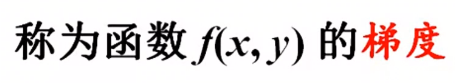 称为函数 f(x, y) 的梯度